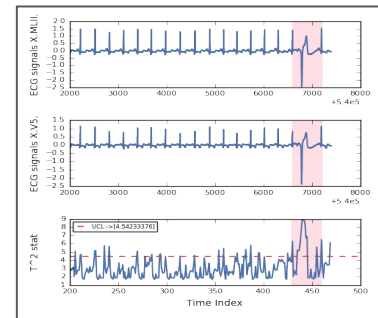 ECG signals X.MLII.
2.0
1.5
1.0
0.5
0.0
−0.5
−1.0
−1.5
−2.0
−2.5
2000 3000 4000 5000 6000 7000 8000
+5.4e5
ECG signals X.V5.
1.5
1.0
0.5
0.0
−0.5
−1.0
−1.5
−2.0
−2.5
2000 3000 4000 5000 6000 7000 8000
+5.4e5
T^2 stat
9
8
7
6
5
4
3
2
1
UCL ->[4.54233376]
200 250 300 350 400 450 500
Time Index